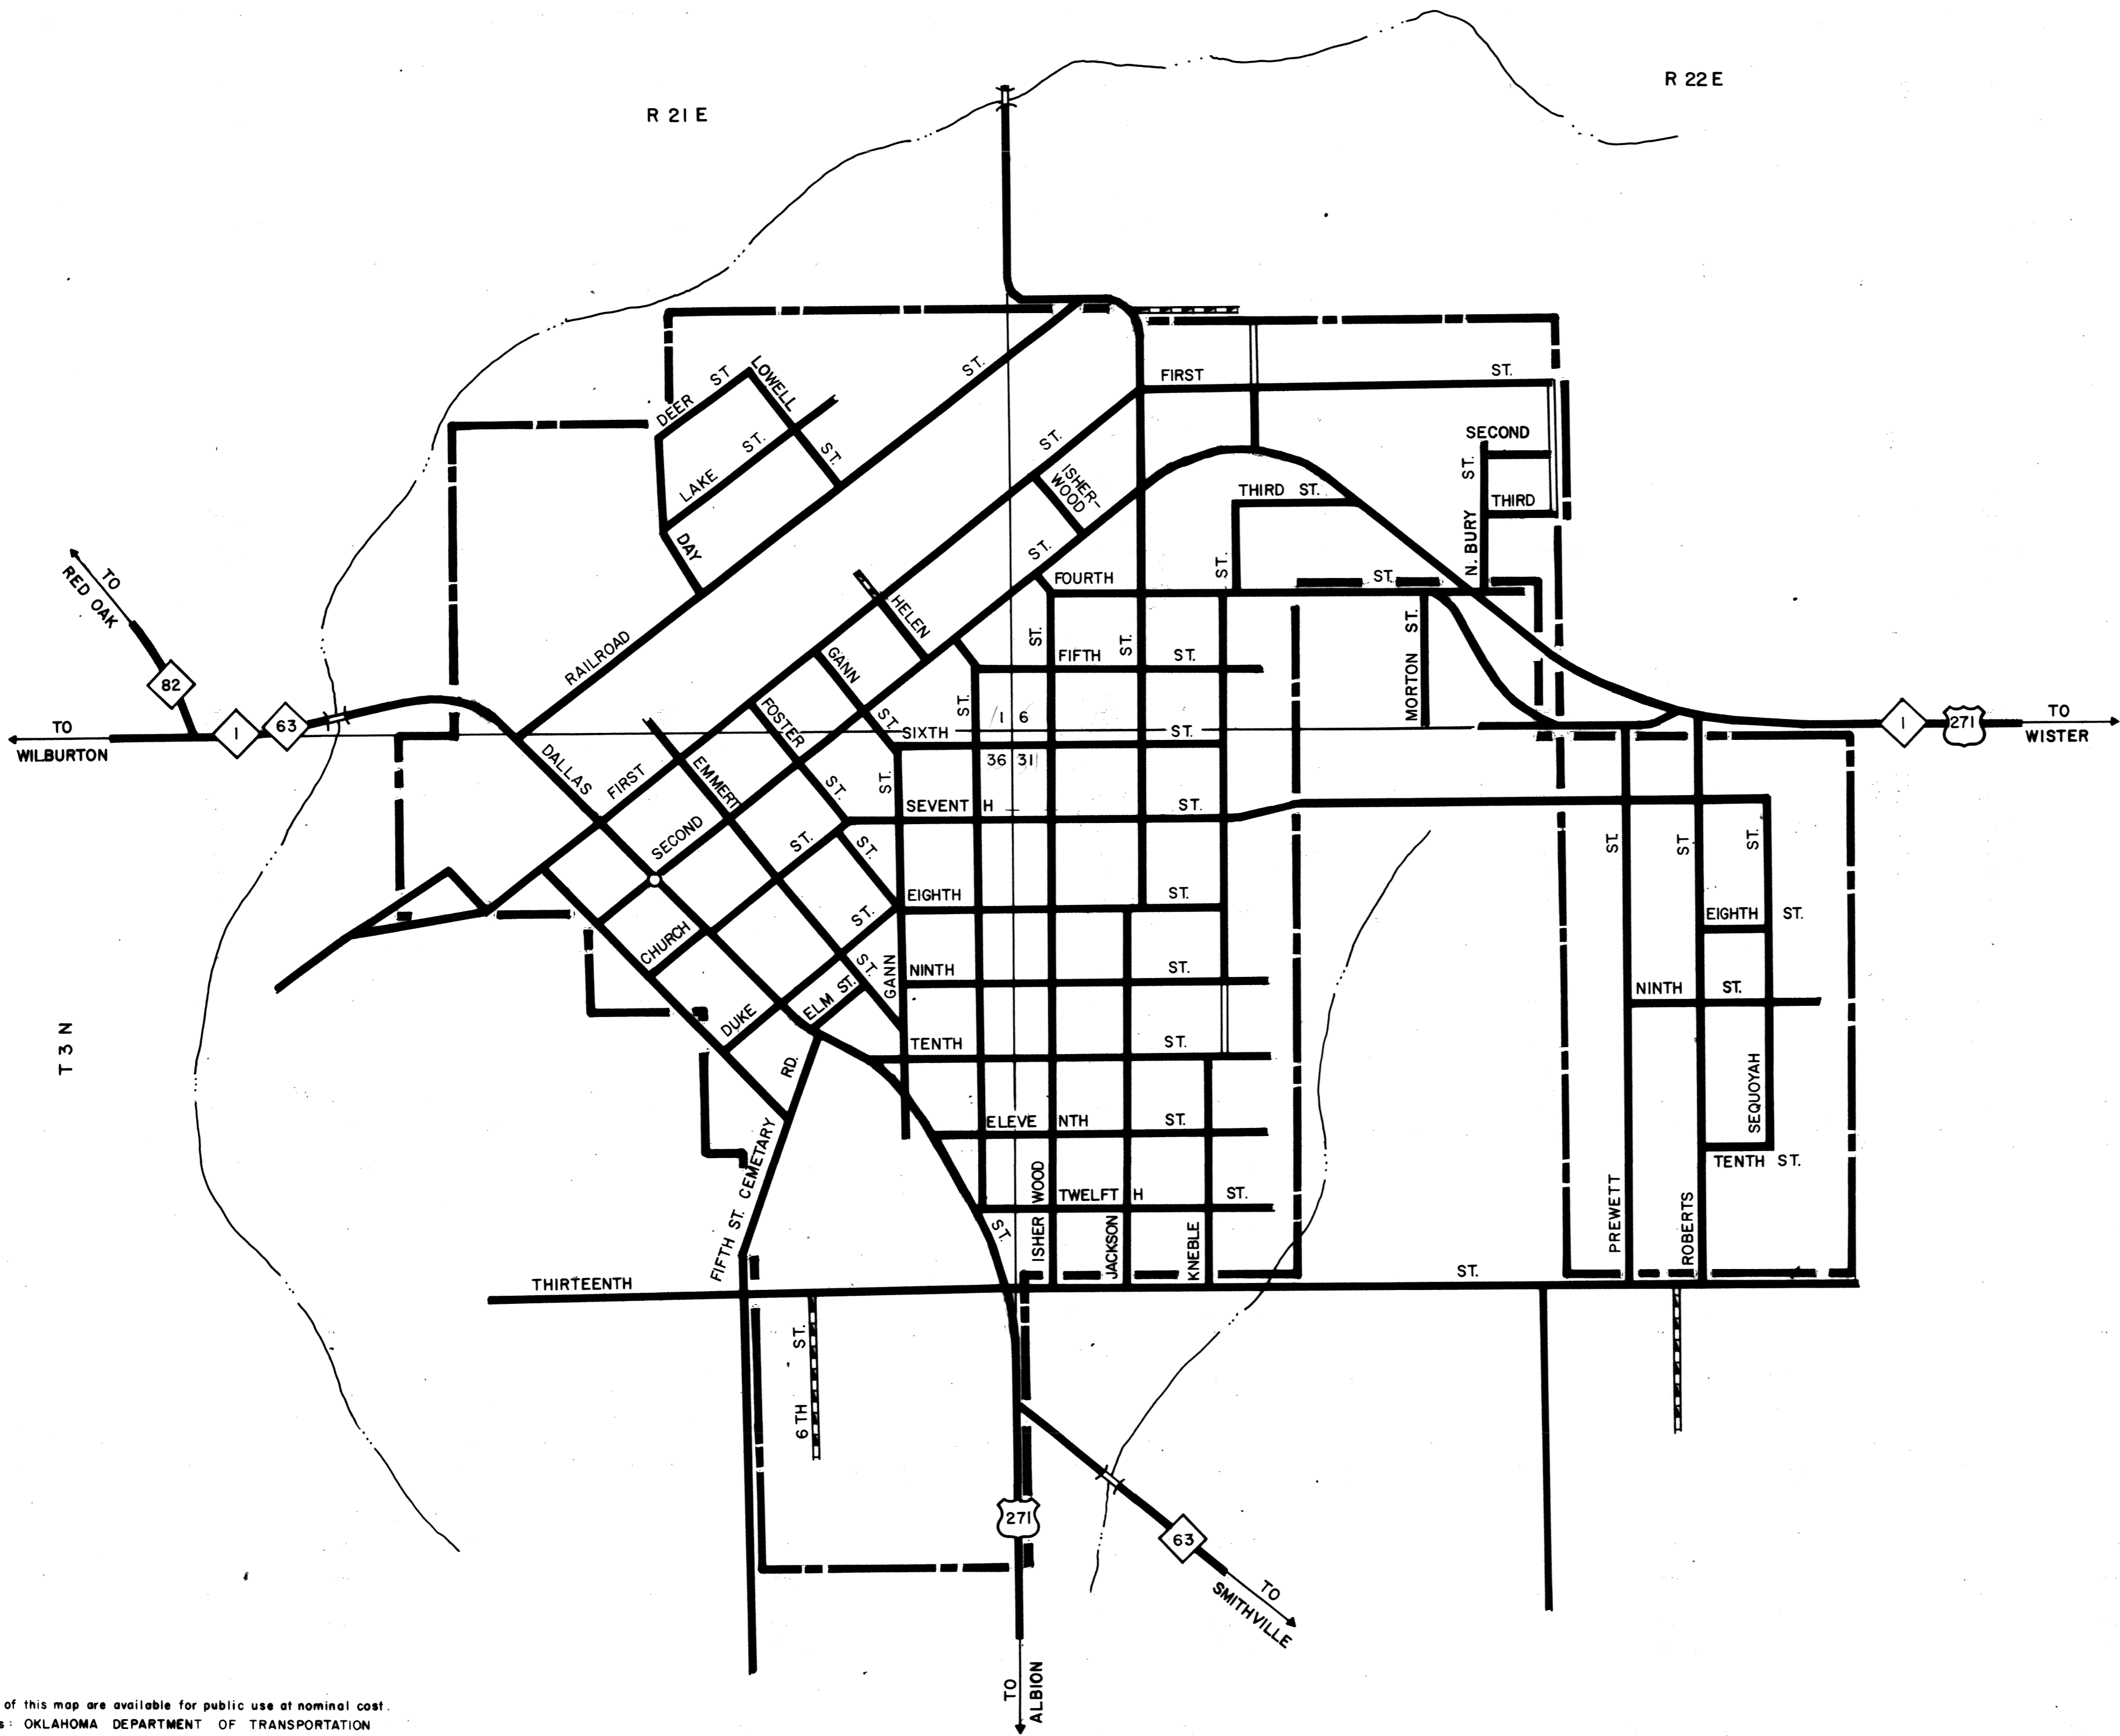 R 21 E
R 22 E
DEER ST
LOWELL ST.
LAKE ST.
DAY
RAILROAD ST.
FIRST ST.
FIRST ST.
SECOND
THIRD
N. BURY ST.
THIRD ST.
ISHER-
WOOD
ST.
FOURTH ST.
ST.
HELEN
GANN ST.
FOSTER ST.
ST.
EMMERT ST.
DALLAS
SECOND
CHURCH ST.
DUKE ST.
ELM ST.
FIFTH ST.
SIXTH ST.
1 6
36 31
SEVENTH ST.
EIGHTH ST.
NINTH ST.
TENTH ST.
ELEVENTH ST.
TWELFTH ST.
THIRTEENTH ST.
GANN ST.
ST.
ISHERWOOD ST.
JACKSON ST.
KNEBLE
MORTON ST.
PREWETT ST.
ROBERTS ST.
SEQUOYAH ST.
EIGHTH ST.
NINTH ST.
TENTH ST.
FIFTH ST. CEMETARY RD.
6TH ST.
ST.
TO
RED OAK
82
1
63
TO
WILBURTON
1
271
TO
WISTER
T 3 N
271
63
TO
SMITHVILLE
TO
ALBION
of this map are available for public use at nominal cost.
s: OKLAHOMA DEPARTMENT OF TRANSPORTATION